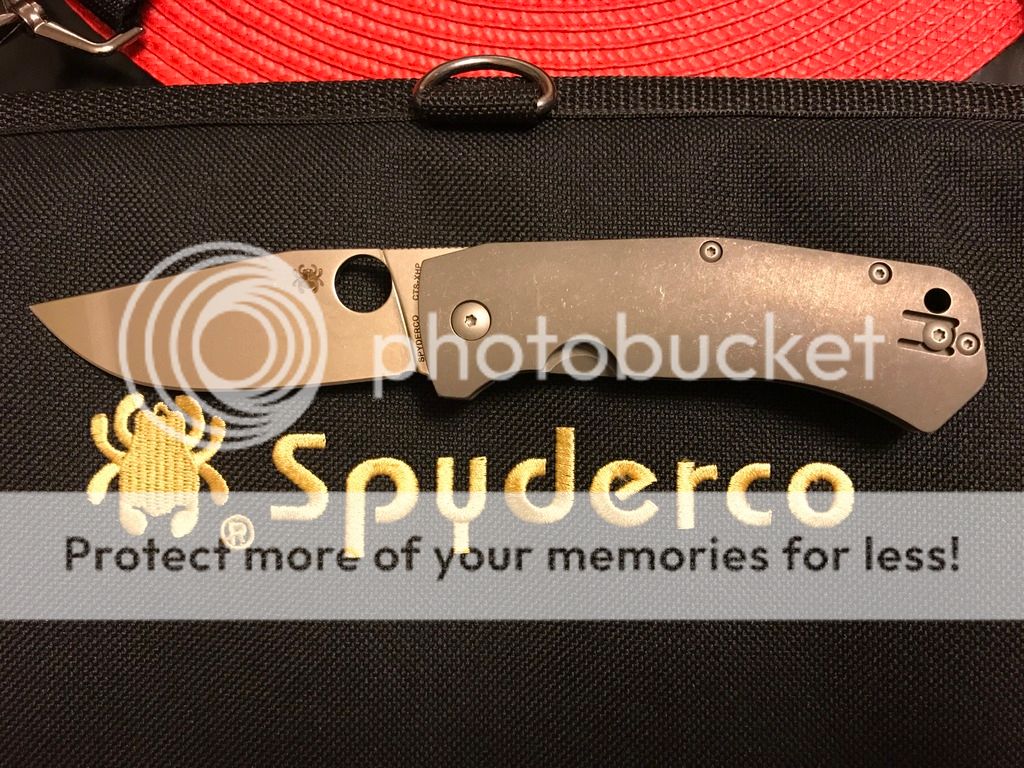 SPYDERCO CTS-XHP
photobucket
Spyderco
®
Protect more of your memories for less!